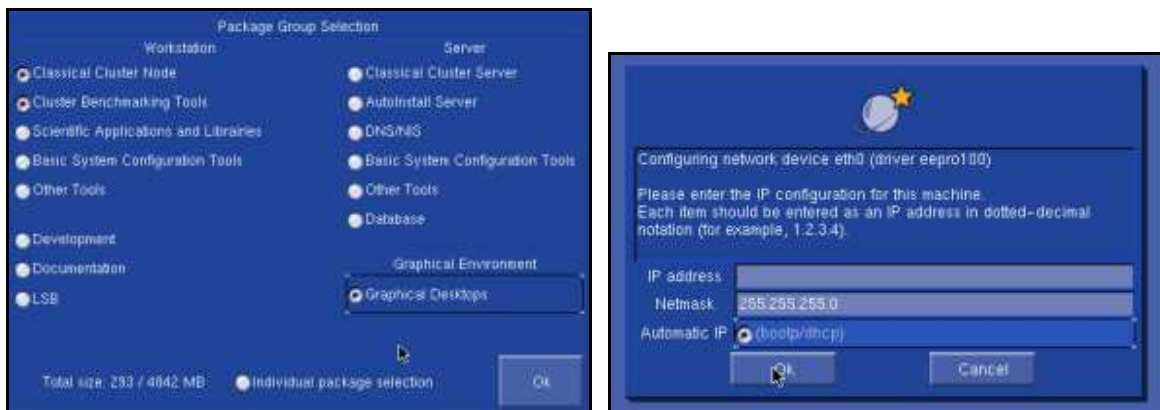 Package Group Selection
Workstation
Classical Cluster Node
Cluster Benchmarking Tools
Scientific Applications and Librairies
Basic System Configuration Tools
Other Tools
Development
Documentation
LSB
Server
Classical Cluster Server
AutoInstall Server
DNS/NIS
Basic System Configuration Tools
Other Tools
Database
Graphical Environment
Graphical Desktops
Total size: 293 / 4842 MB
Individual package selection
Ok
Configuring network device eth0 (driver eepro100)
Please enter the IP configuration for this machine.
Each item should be entered as an IP address in dotted-decimal
notation (for example, 1.2.3.4).
IP address
Netmask 255.255.255.0
Automatic IP (bootp/dhcp)
Ok Cancel